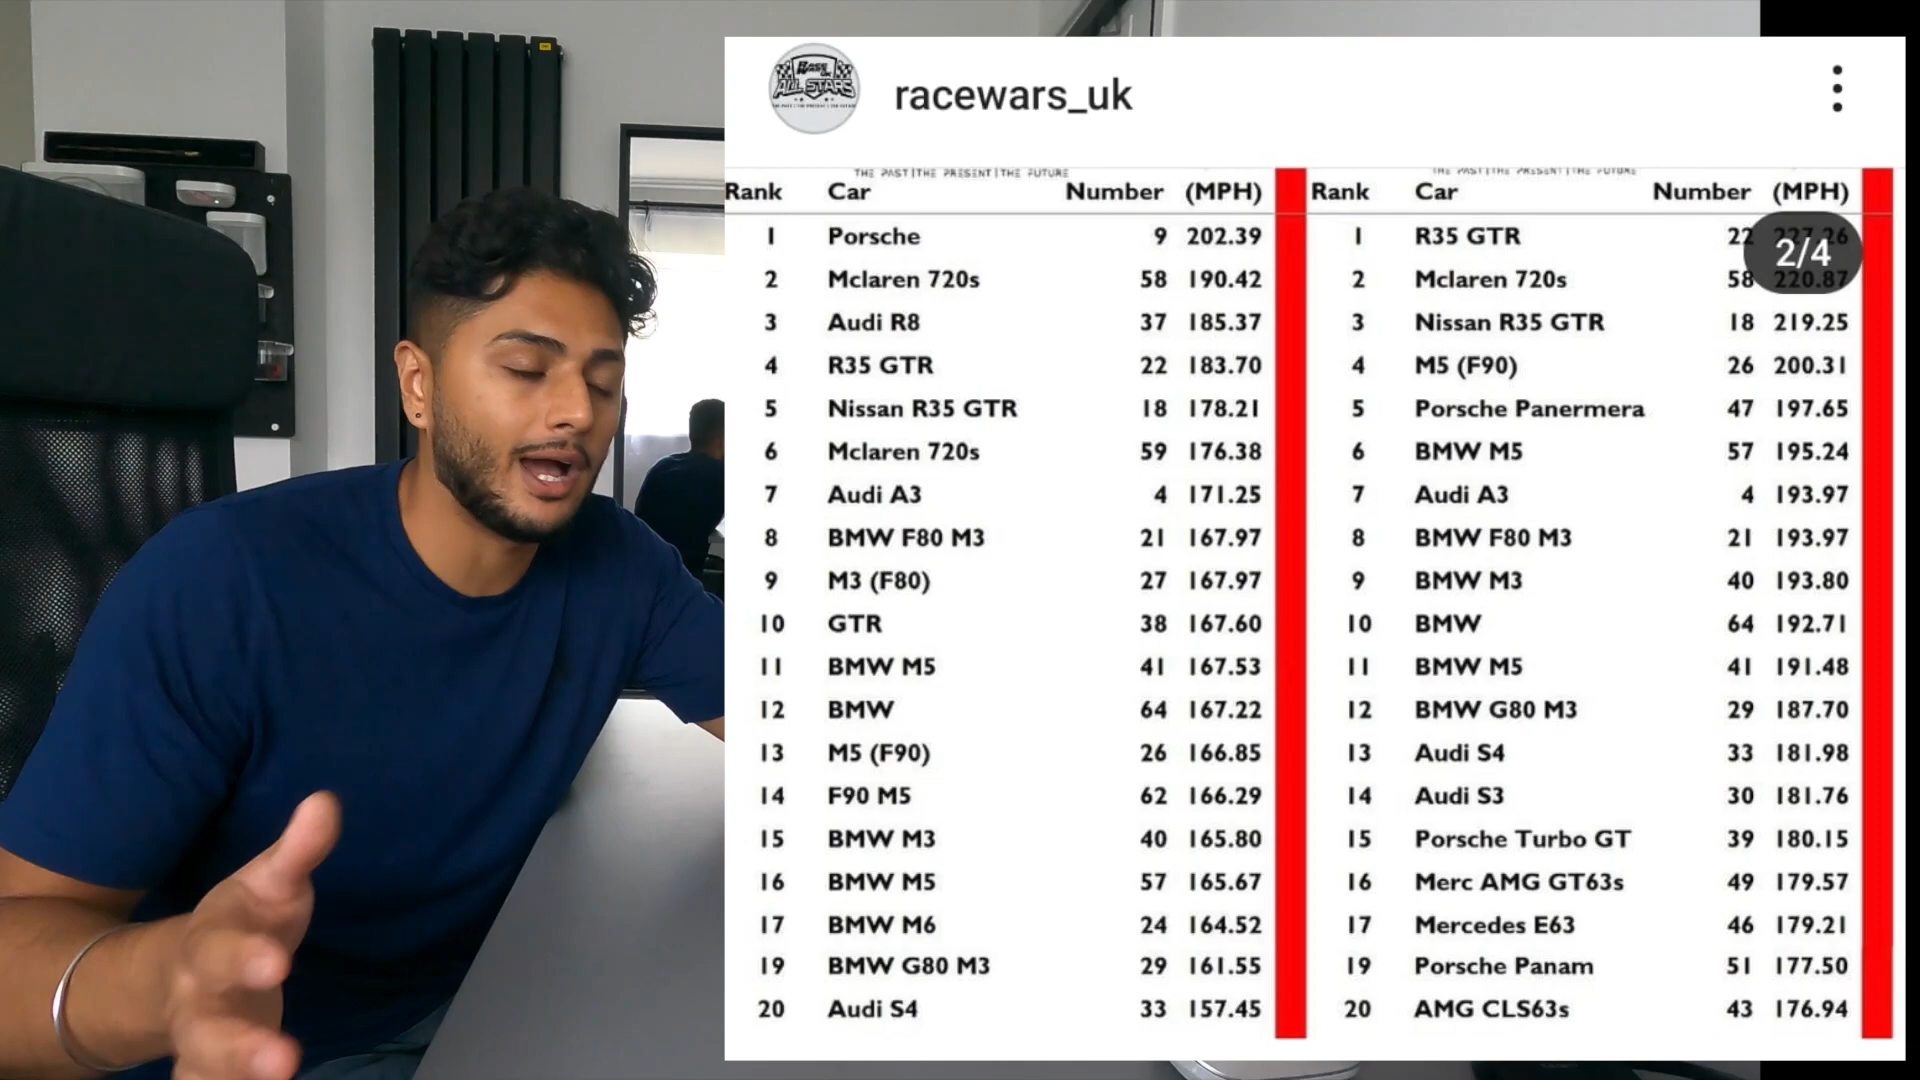 RACE
WARS UK
ALL STARS
racewars_uk
THE PAST|THE PRESENT|THE FUTURE
Rank Car Number (MPH)
1 Porsche 9 202.39
2 Mclaren 720s 58 190.42
3 Audi R8 37 185.37
4 R35 GTR 22 183.70
5 Nissan R35 GTR 18 178.21
6 Mclaren 720s 59 176.38
7 Audi A3 4 171.25
8 BMW F80 M3 21 167.97
9 M3 (F80) 27 167.97
10 GTR 38 167.60
11 BMW M5 41 167.53
12 BMW 64 167.22
13 M5 (F90) 26 166.85
14 F90 M5 62 166.29
15 BMW M3 40 165.80
16 BMW M5 57 165.67
17 BMW M6 24 164.52
19 BMW G80 M3 29 161.55
20 Audi S4 33 157.45
THE PAST|THE PRESENT|THE FUTURE
Rank Car Number (MPH)
1 R35 GTR 22 227.26
2/4
2 Mclaren 720s 58 220.87
3 Nissan R35 GTR 18 219.25
4 M5 (F90) 26 200.31
5 Porsche Panermera 47 197.65
6 BMW M5 57 195.24
7 Audi A3 4 193.97
8 BMW F80 M3 21 193.97
9 BMW M3 40 193.80
10 BMW 64 192.71
11 BMW M5 41 191.48
12 BMW G80 M3 29 187.70
13 Audi S4 33 181.98
14 Audi S3 30 181.76
15 Porsche Turbo GT 39 180.15
16 Merc AMG GT63s 49 179.57
17 Mercedes E63 46 179.21
19 Porsche Panam 51 177.50
20 AMG CLS63s 43 176.94